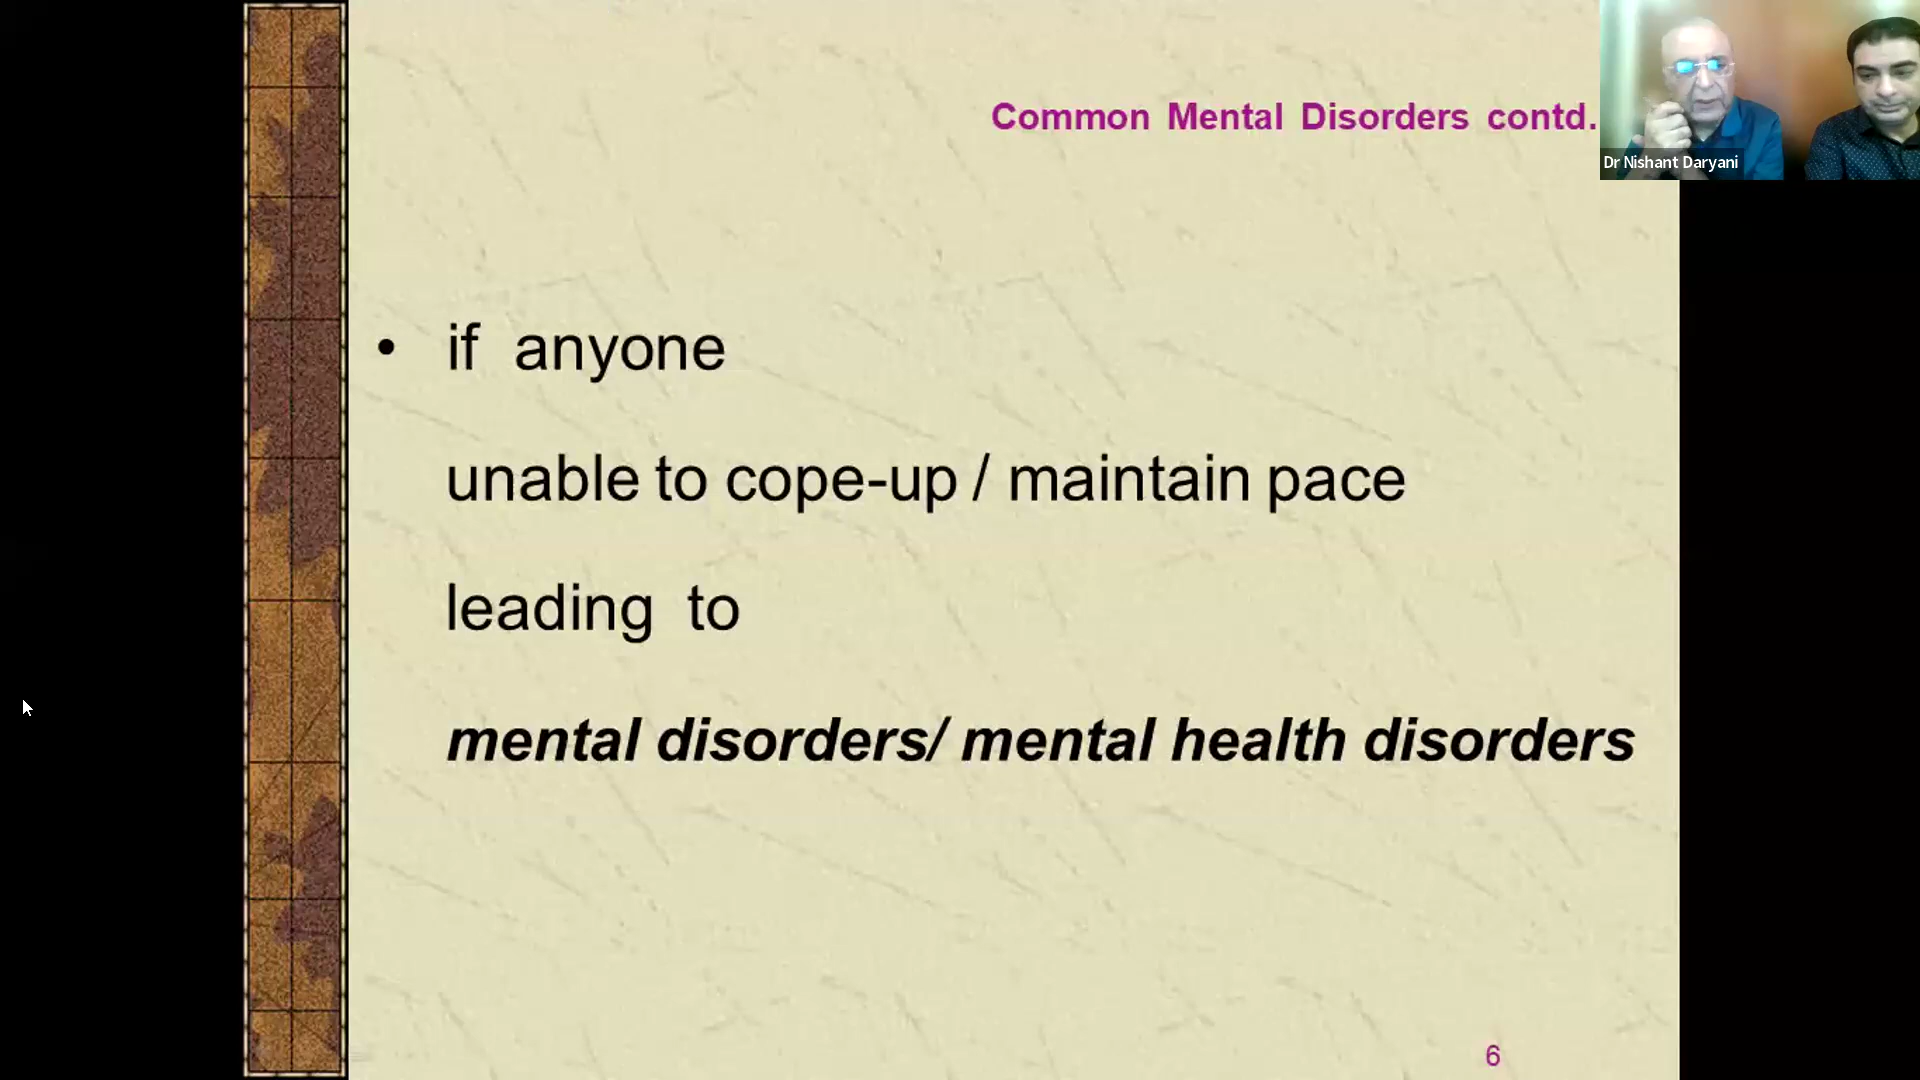 Common Mental Disorders contd.
Dr Nishant Daryani
• if anyone
unable to cope-up / maintain pace
leading to
mental disorders/ mental health disorders
6